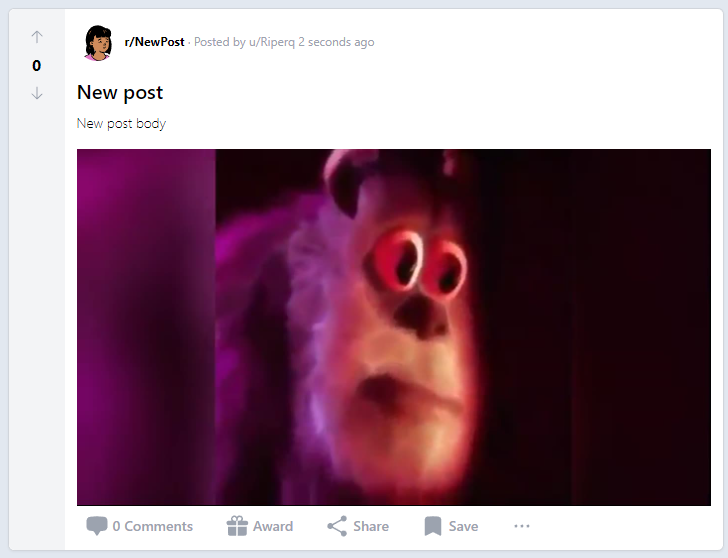 r/NewPost · Posted by u/Riperq 2 seconds ago
0
New post
New post body
0 Comments Award Share Save ...